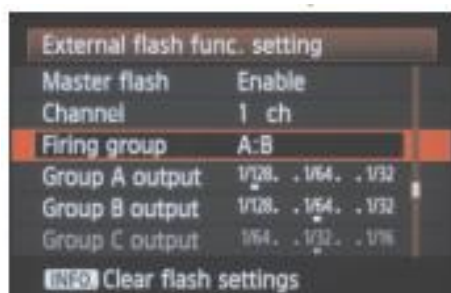 External flash func. setting
Master flash Enable
Channel 1 ch
Firing group A:B
Group A output 1/128. . 1/64. . 1/32
Group B output 1/128. . 1/64. . 1/32
Group C output 1/64. . 1/32. . 1/16
INFO. Clear flash settings